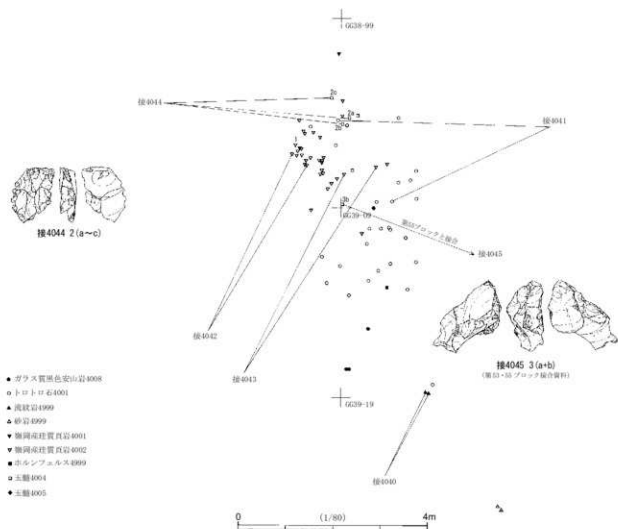 GG38-99
2c
接4044
2a
2b
接4041
1
3b
GG39-09
第55ブロックと接合
接4045
接4044 2(a〜c)
接4045 3(a+b)
(第53・55ブロック接合資料)
接4042
接4043
ガラス質黒色安山岩4008
トロトロ石4001
流紋岩4999
砂岩4999
珪質頁岩4001
珪質頁岩4002
ホルンフェルス4999
玉髄4004
玉髄4005
GG39-19
接4040
0 (1/80) 4m